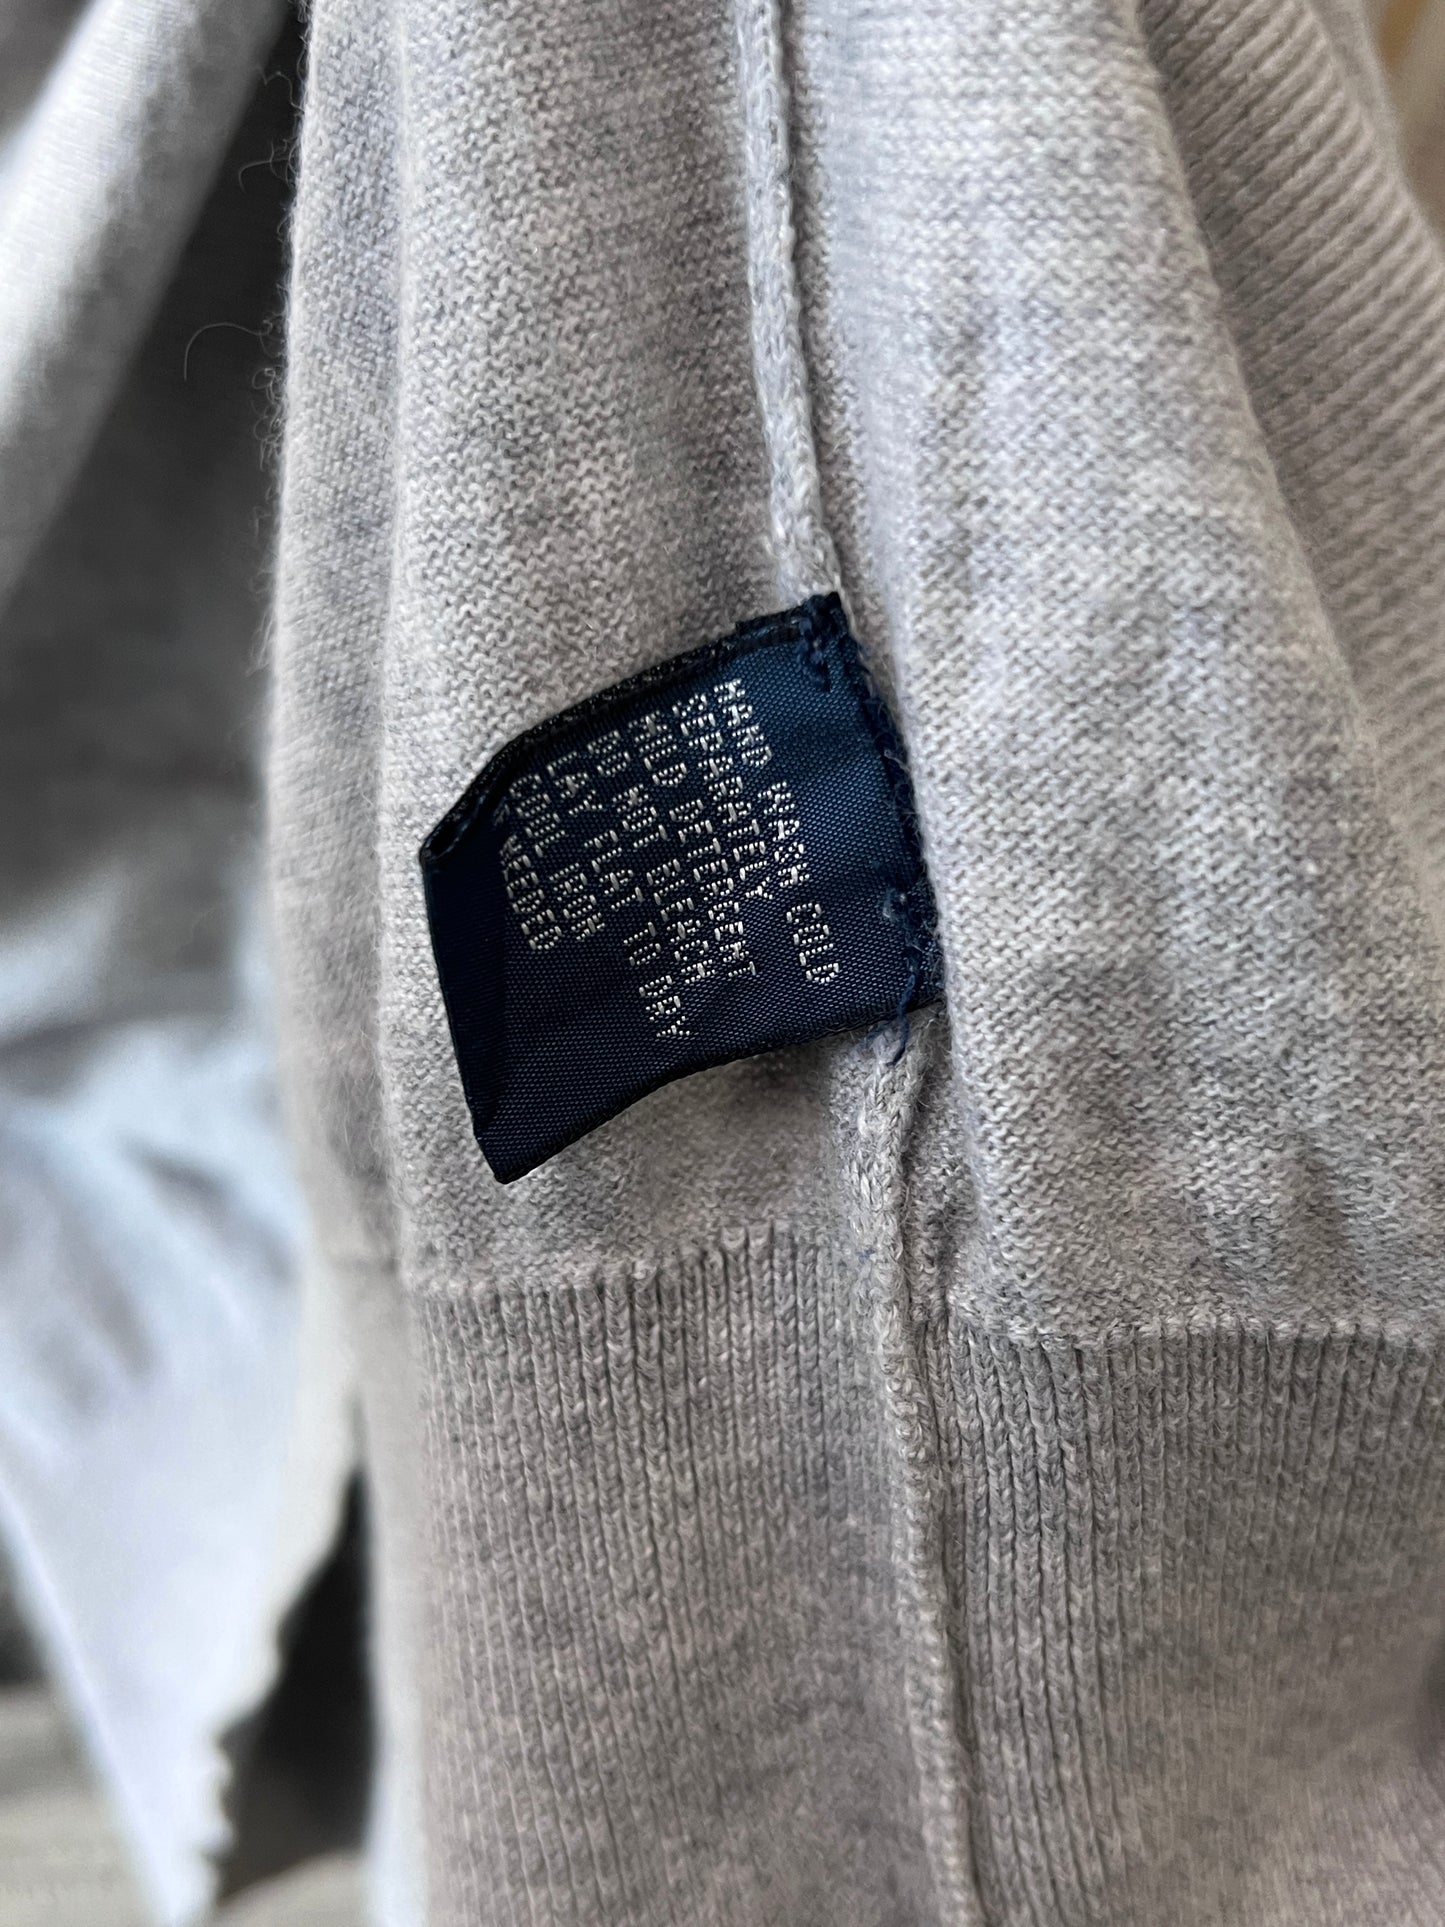 HAND WASH COLD
SEPARATELY
MILD DETERGENT
DO NOT BLEACH
LAY FLAT TO DRY
COOL IRON
NEEDED